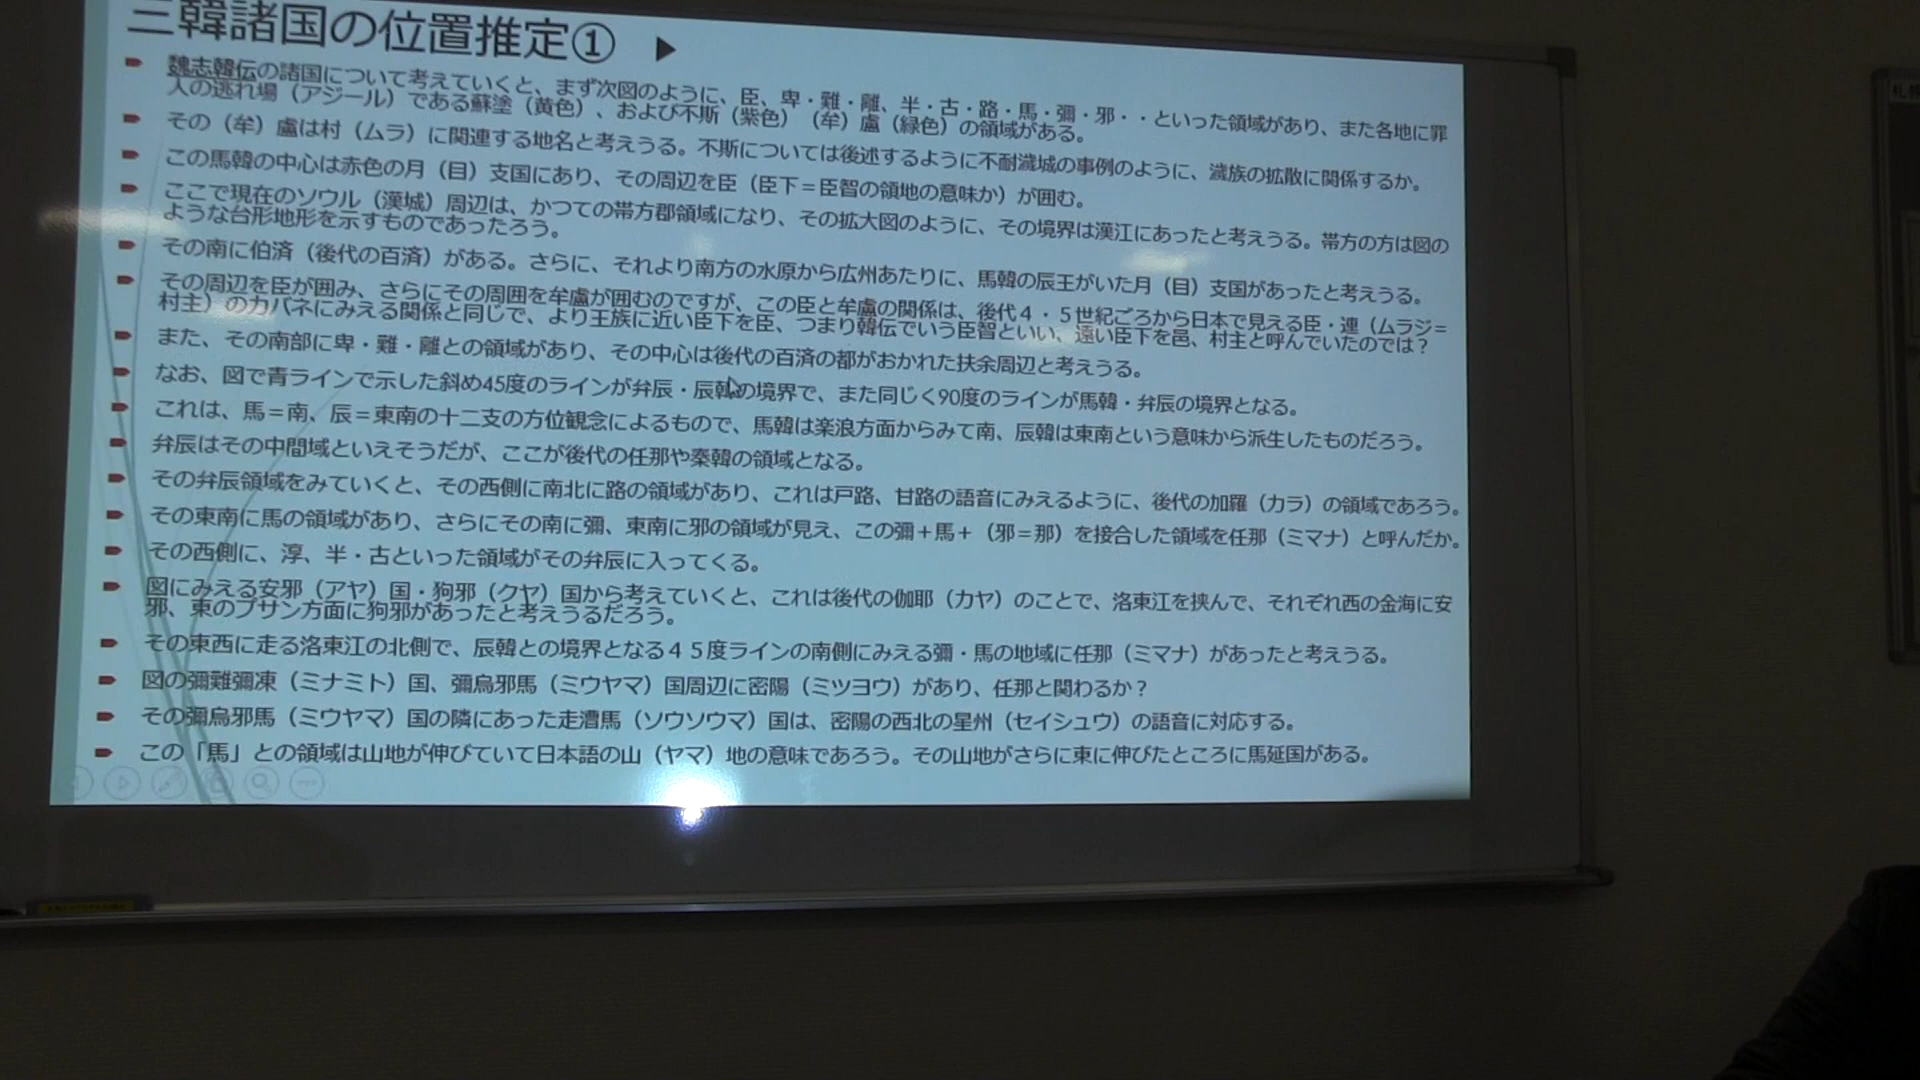 三韓諸国の位置推定① ▶
魏志韓伝の諸国について考えていくと、まず次図のように、臣、卑・難・離、半・古・路・馬・彌・邪・・といった領域があり、また各地に罪
人の逃れ場（アジール）である蘇塗（黄色）、および不斯（紫色）（牟）盧（緑色）の領域がある。
その（牟）盧は村（ムラ）に関連する地名と考えうる。不斯については後述するように不耐濊城の事例のように、濊族の拡散に関係するか。
この馬韓の中心は赤色の月（目）支国にあり、その周辺を臣（臣下＝臣智の領地の意味か）が囲む。
ここで現在のソウル（漢城）周辺は、かつての帯方郡領域になり、その拡大図のように、その境界は漢江にあったと考えうる。帯方の方は図の
ような台形地形を示すものであったろう。
その南に伯済（後代の百済）がある。さらに、それより南方の水原から広州あたりに、馬韓の辰王がいた月（目）支国があったと考えうる。
その周辺を臣が囲み、さらにその周囲を牟盧が囲むのですが、この臣と牟盧の関係は、後代４・５世紀ごろから日本で見える臣・連（ムラジ＝
村主）のカバネにみえる関係と同じで、より王族に近い臣下を臣、つまり韓伝でいう臣智といい、遠い臣下を邑、村主と呼んでいたのでは？
また、その南部に卑・難・離との領域があり、その中心は後代の百済の都がおかれた扶余周辺と考えうる。
なお、図で青ラインで示した斜め45度のラインが弁辰・辰韓の境界で、また同じく90度のラインが馬韓・弁辰の境界となる。
これは、馬＝南、辰＝東南の十二支の方位観念によるもので、馬韓は楽浪方面からみて南、辰韓は東南という意味から派生したものだろう。
弁辰はその中間域といえそうだが、ここが後代の任那や秦韓の領域となる。
その弁辰領域をみていくと、その西側に南北に路の領域があり、これは戸路、甘路の語音にみえるように、後代の加羅（カラ）の領域であろう。
その東南に馬の領域があり、さらにその南に彌、東南に邪の領域が見え、この彌＋馬＋（邪＝那）を接合した領域を任那（ミマナ）と呼んだか。
その西側に、淳、半・古といった領域がその弁辰に入ってくる。
図にみえる安邪（アヤ）国・狗邪（クヤ）国から考えていくと、これは後代の伽耶（カヤ）のことで、洛東江を挟んで、それぞれ西の金海に安
邪、東のプサン方面に狗邪があったと考えうるだろう。
その東西に走る洛東江の北側で、辰韓との境界となる４５度ラインの南側にみえる彌・馬の地域に任那（ミマナ）があったと考えうる。
図の彌難彌凍（ミナミト）国、彌烏邪馬（ミウヤマ）国周辺に密陽（ミツヨウ）があり、任那と関わるか？
その彌烏邪馬（ミウヤマ）国の隣にあった走漕馬（ソウソウマ）国は、密陽の西北の星州（セイシュウ）の語音に対応する。
この「馬」との領域は山地が伸びていて日本語の山（ヤマ）地の意味であろう。その山地がさらに東に伸びたところに馬延国がある。